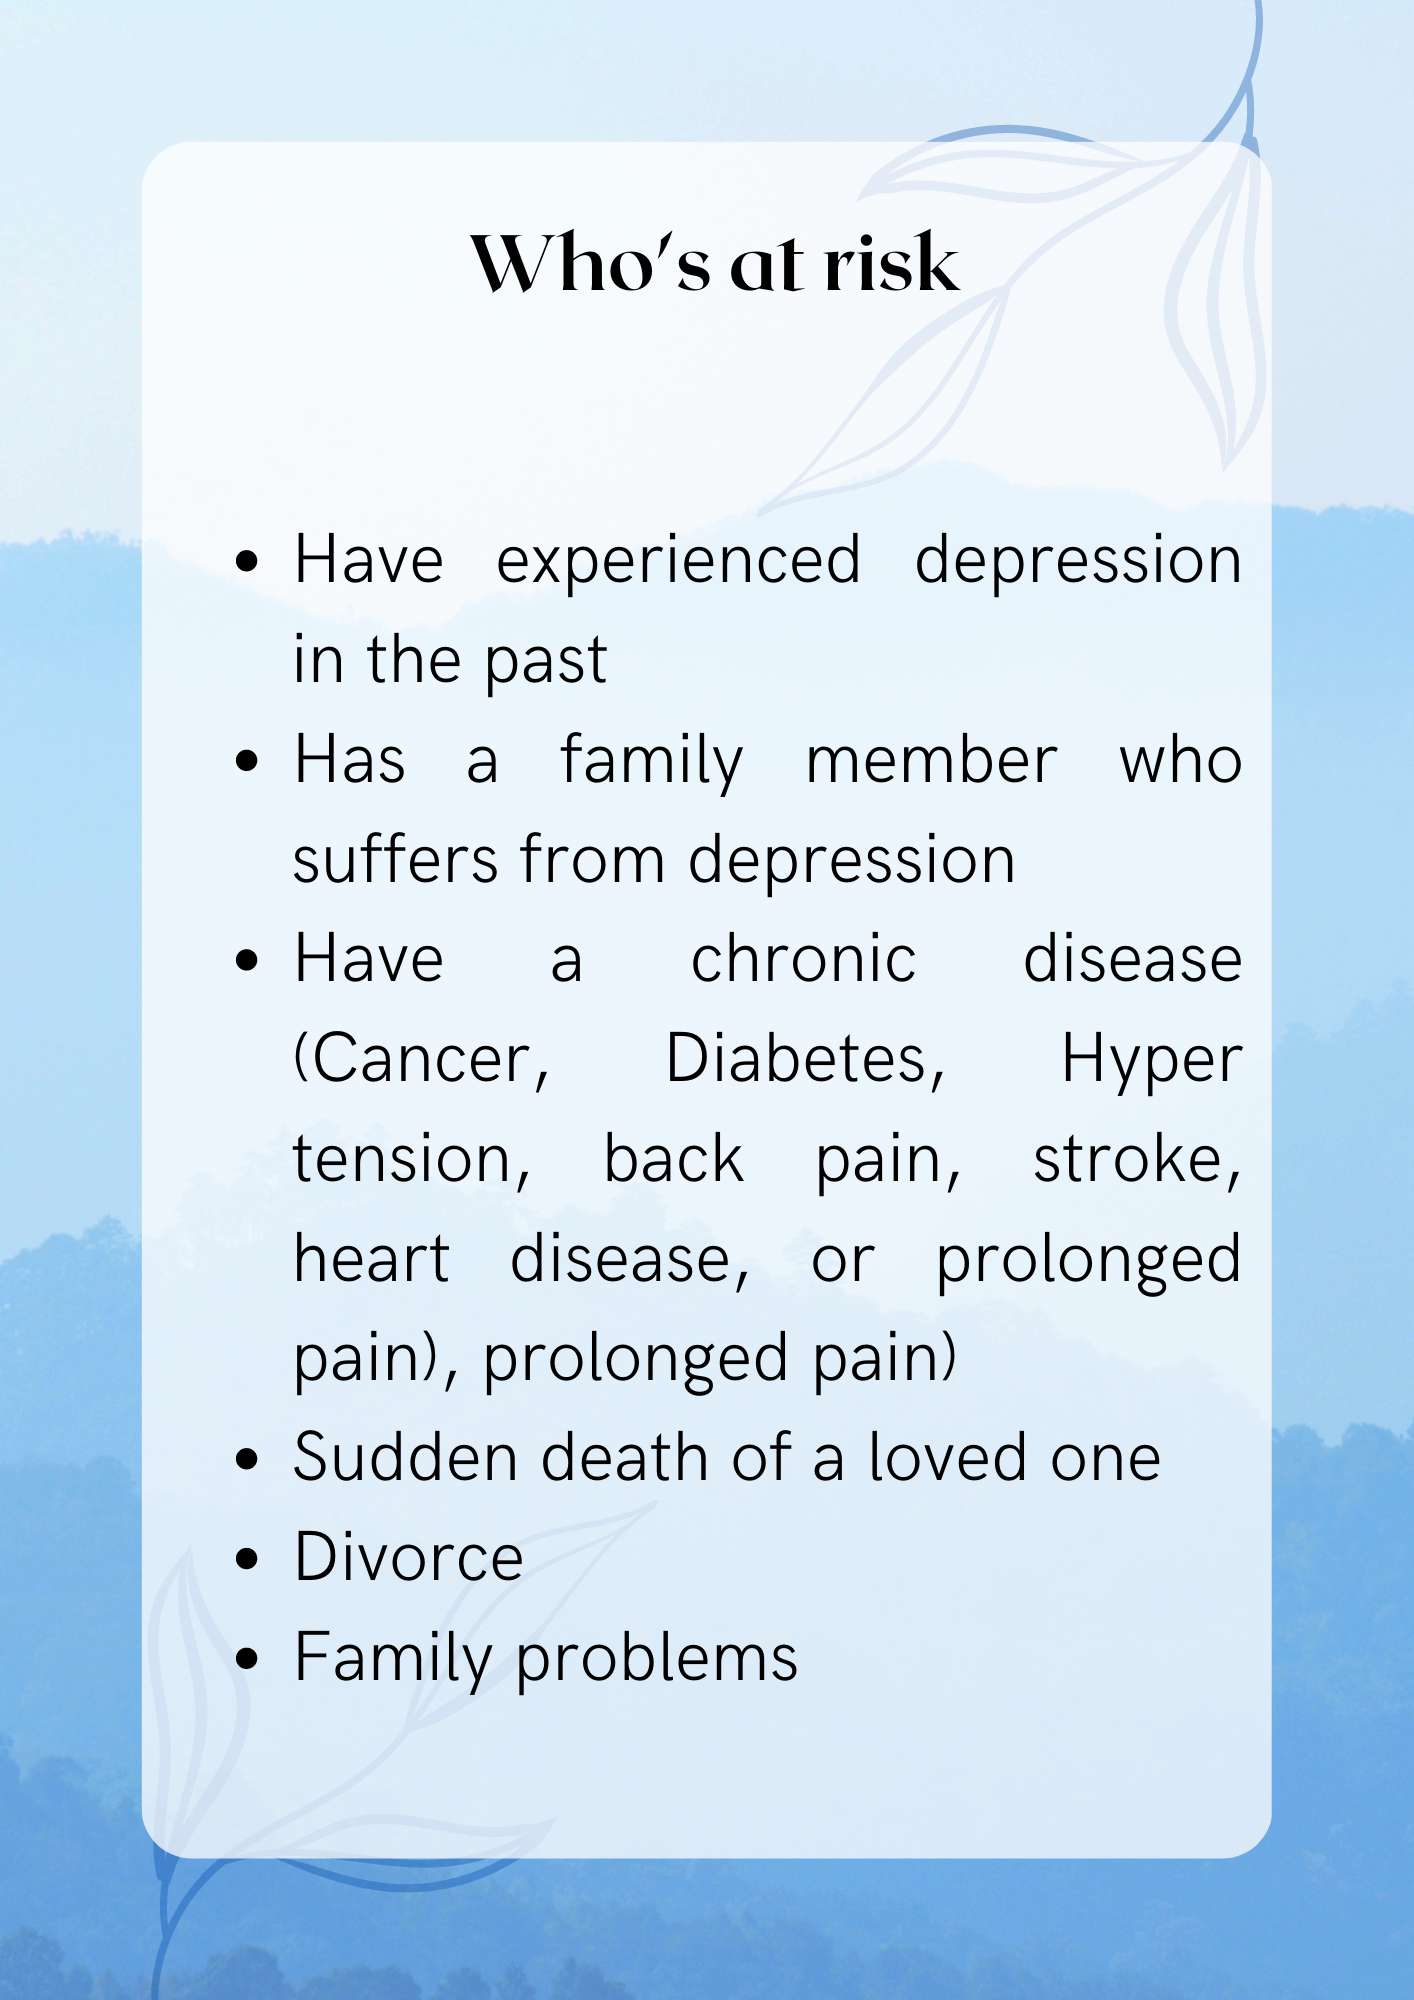 Who's at risk
• Have experienced depression
in the past
• Has a family member who
suffers from depression
• Have a chronic disease
(Cancer, Diabetes, Hyper
tension, back pain, stroke,
heart disease, or prolonged
pain), prolonged pain)
• Sudden death of a loved one
• Divorce
• Family problems